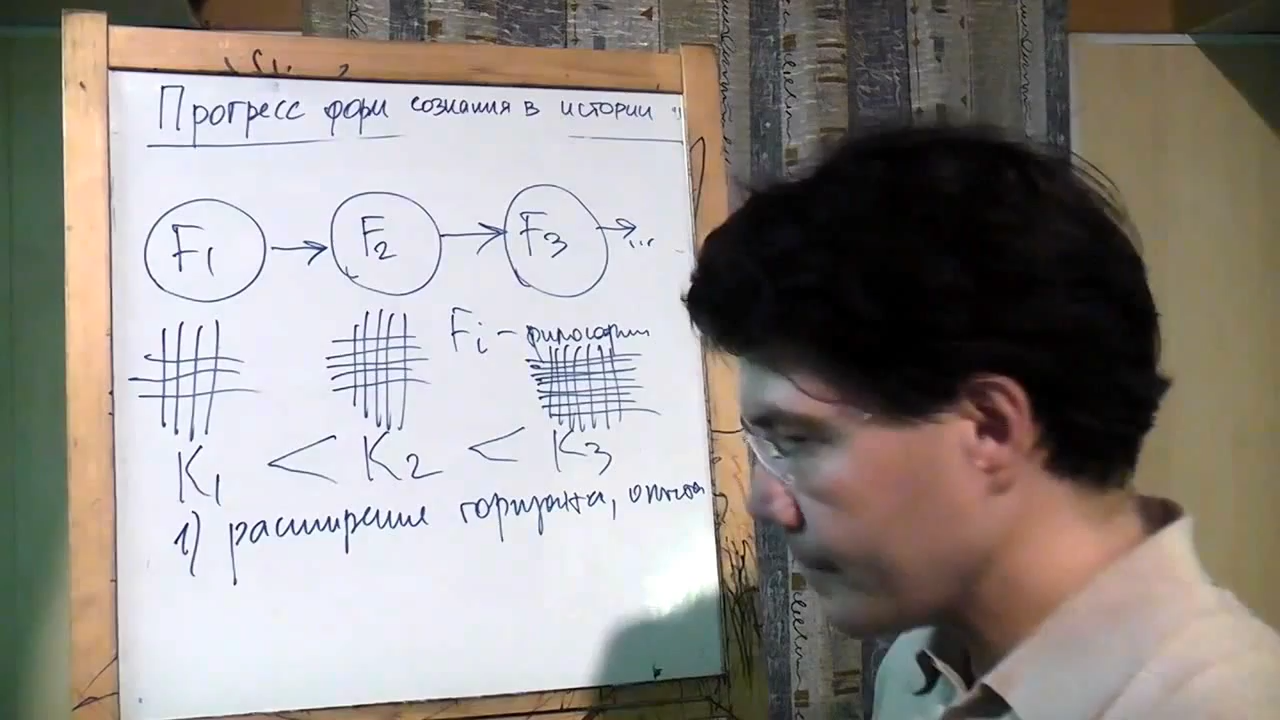 Прогресс форм сознания в истории
F1 → F2 → F3 → ...
Fi – философии
K1 < K2 < K3
1) расширение горизонта, опыта